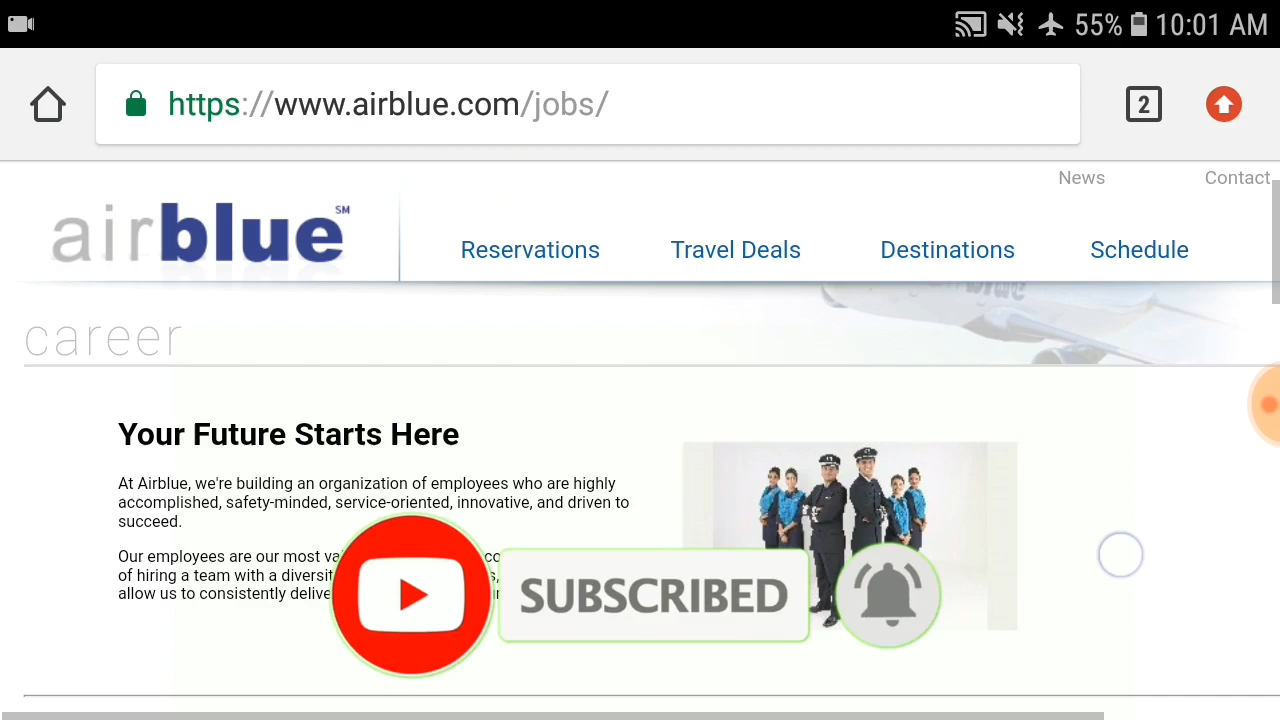 55% 10:01 AM
https://www.airblue.com/jobs/
2
News Contact
airblue SM
Reservations Travel Deals Destinations Schedule
career
Your Future Starts Here
At Airblue, we're building an organization of employees who are highly
accomplished, safety-minded, service-oriented, innovative, and driven to
succeed.
Our employees are our most
of hiring a team with a
allow us to consistently
SUBSCRIBED